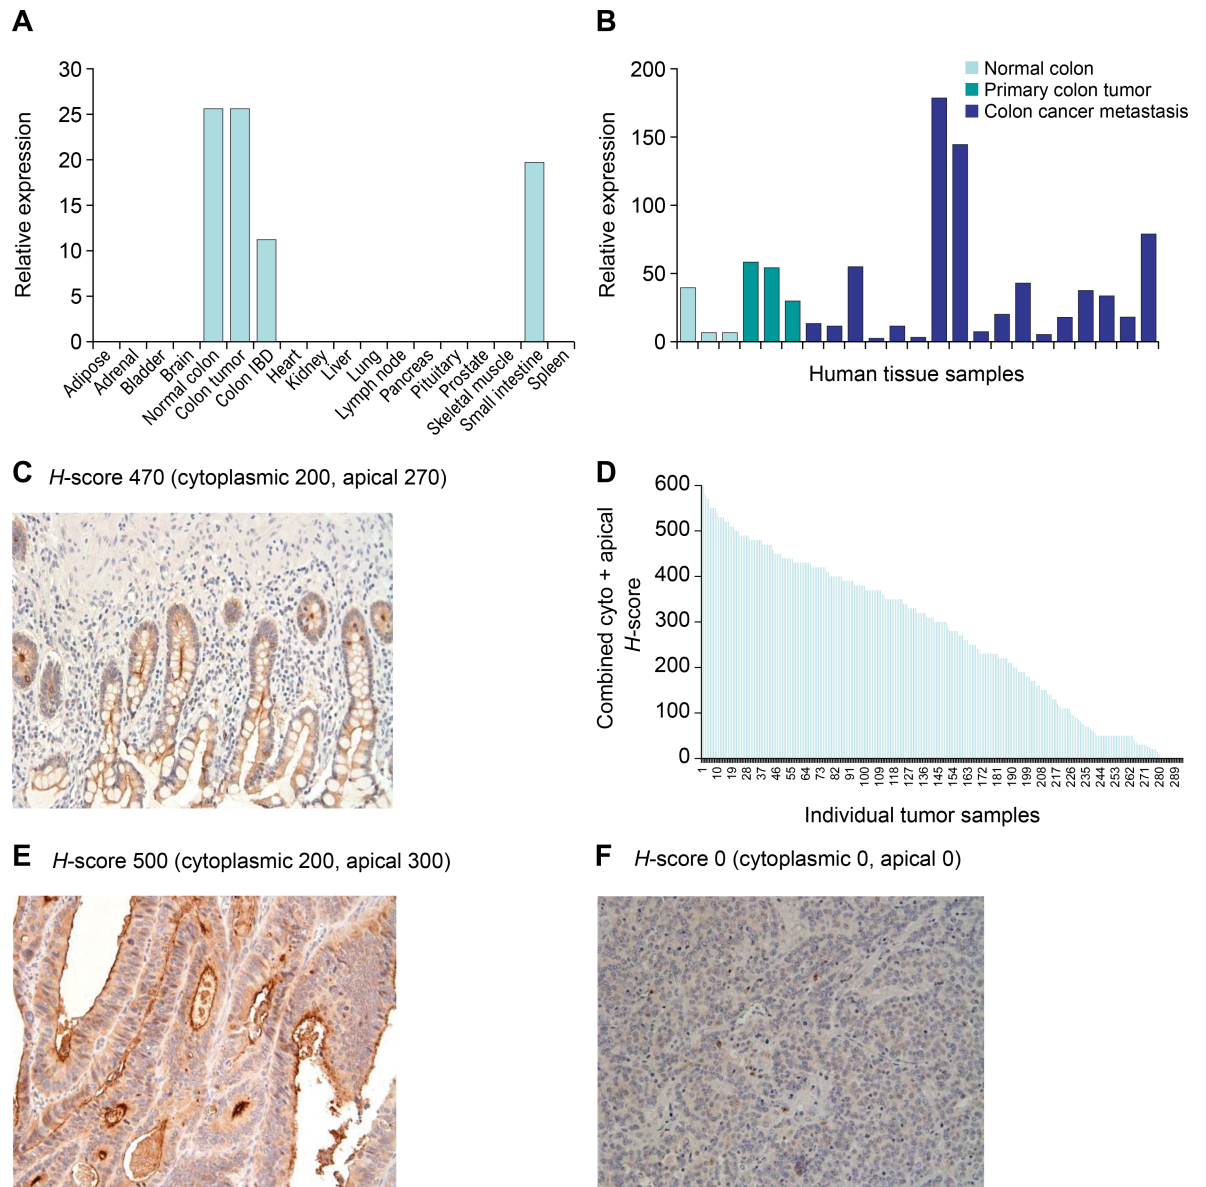 A
30
25
20
15
10
5
0
Relative expression
Adipose
Adrenal
Bladder
Brain
Normal colon
Colon tumor
Colon IBD
Heart
Kidney
Liver
Lung
Lymph node
Pancreas
Pituitary
Prostate
Skeletal muscle
Small intestine
Spleen
B
200
150
100
50
0
Relative expression
Normal colon
Primary colon tumor
Colon cancer metastasis
Human tissue samples
C
H-score 470 (cytoplasmic 200, apical 270)
D
600
500
400
300
200
100
0
Combined cyto + apical
H-score
1 10 19 28 37 46 55 64 73 82 91 100 109 118 127 136 145 154 163 172 181 190 199 208 217 226 235 244 253 262 271 280 289
Individual tumor samples
E
H-score 500 (cytoplasmic 200, apical 300)
F
H-score 0 (cytoplasmic 0, apical 0)